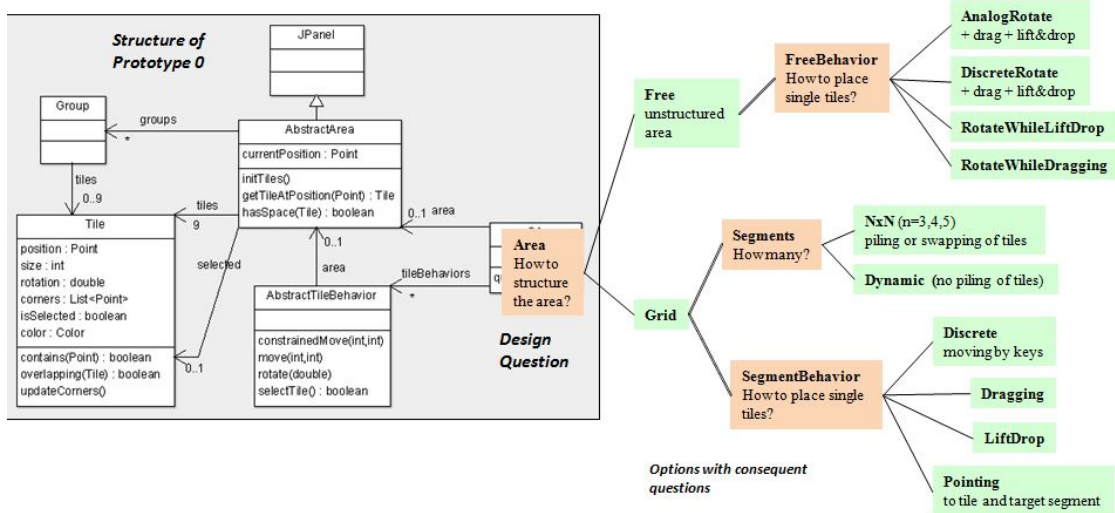 Structure of
Prototype 0
JPanel
Group
groups
*
AbstractArea
currentPosition : Point
initTiles()
getTileAtPosition(Point) : Tile
hasSpace(Tile) : boolean
tiles
0..9
tiles
9
0..1
area
selected
0..1
Tile
position : Point
size : int
rotation : double
corners : List<Point>
isSelected : boolean
color : Color
contains(Point) : boolean
overlapping(Tile) : boolean
updateCorners()
0..1
area
tileBehaviors
*
AbstractTileBehavior
constrainedMove(int,int)
move(int,int)
rotate(double)
selectTile() : boolean
Area
How to
structure
the area?
Design
Question
Free
unstructured
area
FreeBehavior
How to place
single tiles?
AnalogRotate
+ drag + lift&drop
DiscreteRotate
+ drag + lift&drop
RotateWhileLiftDrop
RotateWhileDragging
Grid
Segments
How many?
NxN (n=3,4,5)
piling or swapping of tiles
Dynamic (no piling of tiles)
SegmentBehavior
How to place single
tiles?
Discrete
moving by keys
Dragging
LiftDrop
Pointing
to tile and target segment
Options with consequent
questions